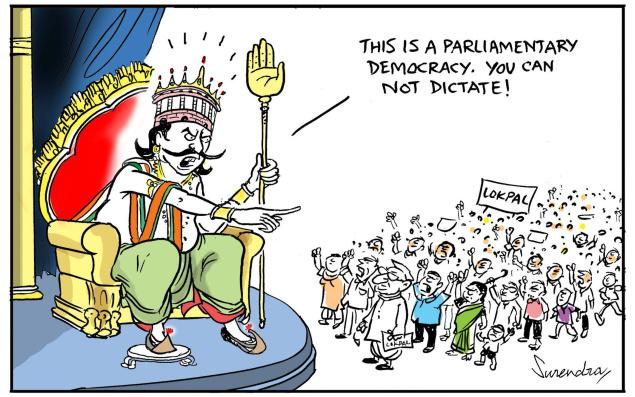 THIS IS A PARLIAMENTARY
DEMOCRACY. YOU CAN
NOT DICTATE!
LOKPAL
LOKPAL
Surendra